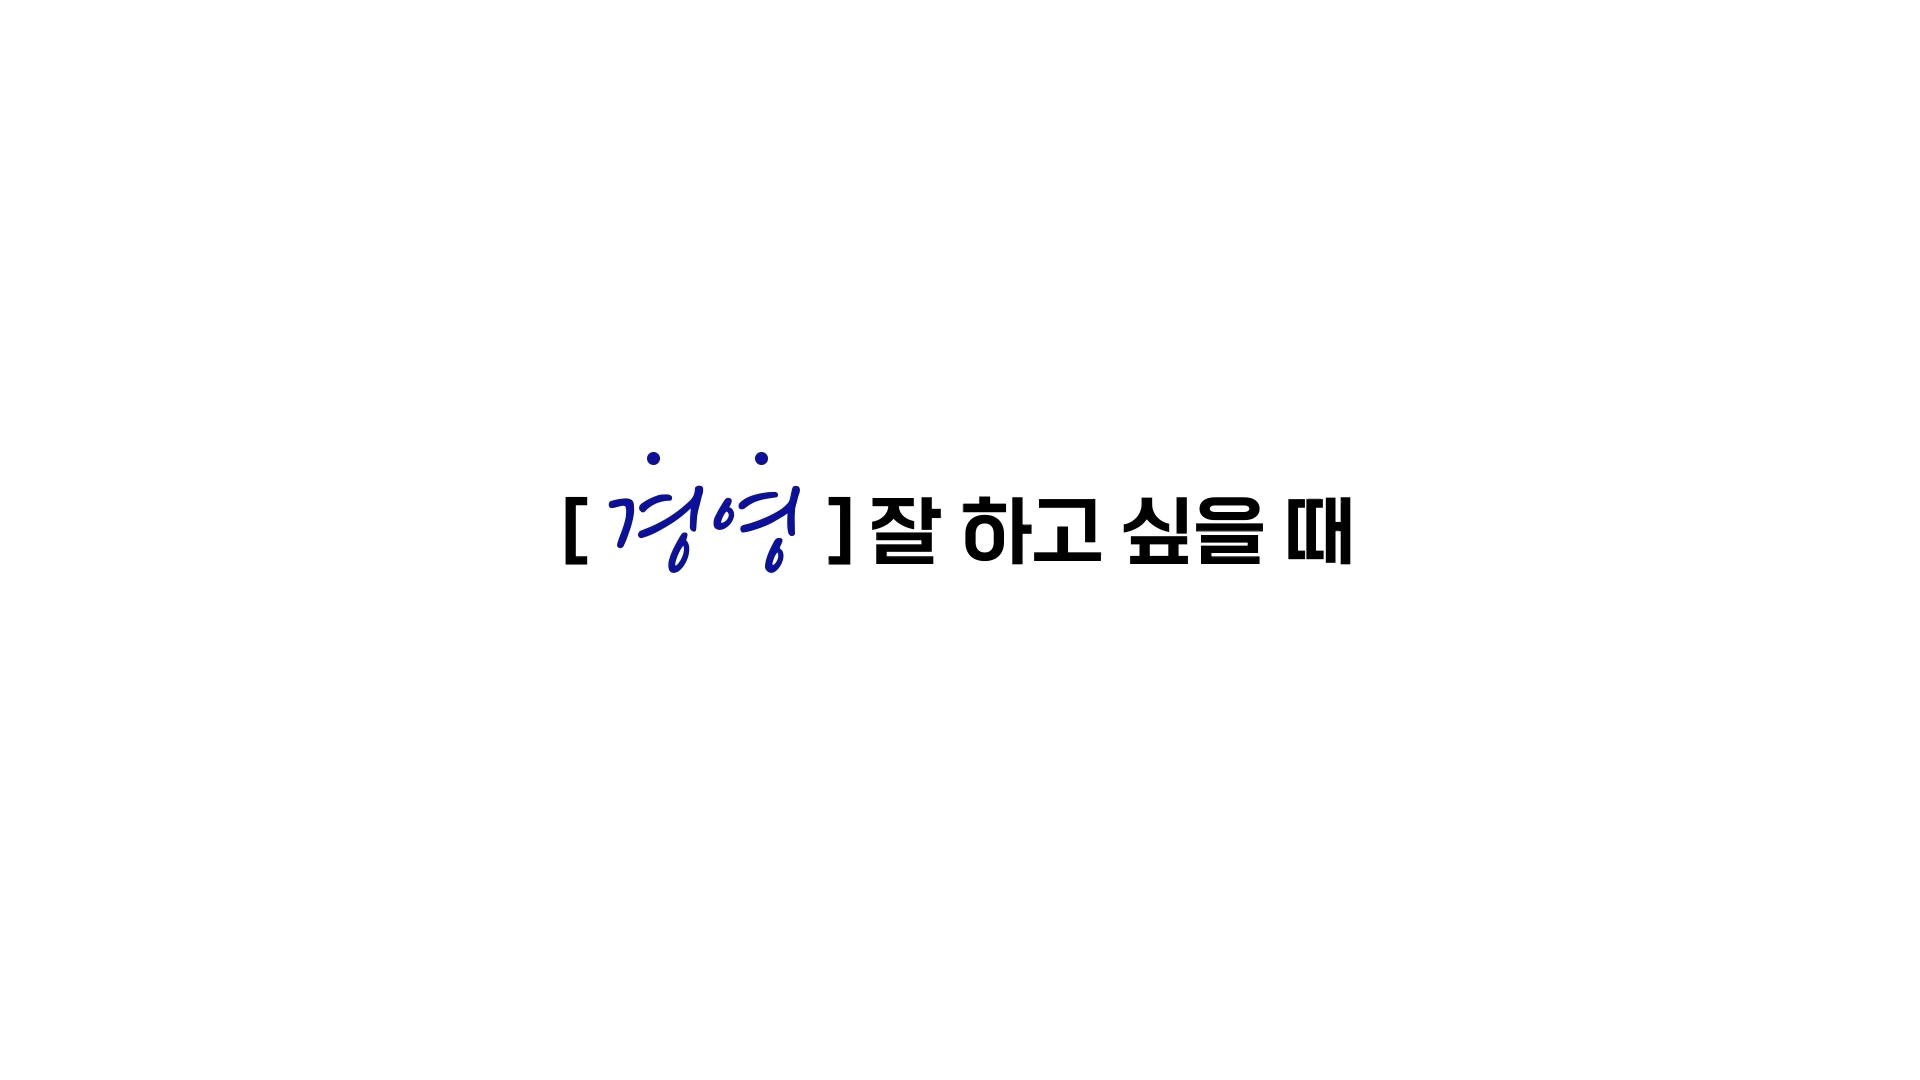 [ 경영 ] 잘 하고 싶을 때